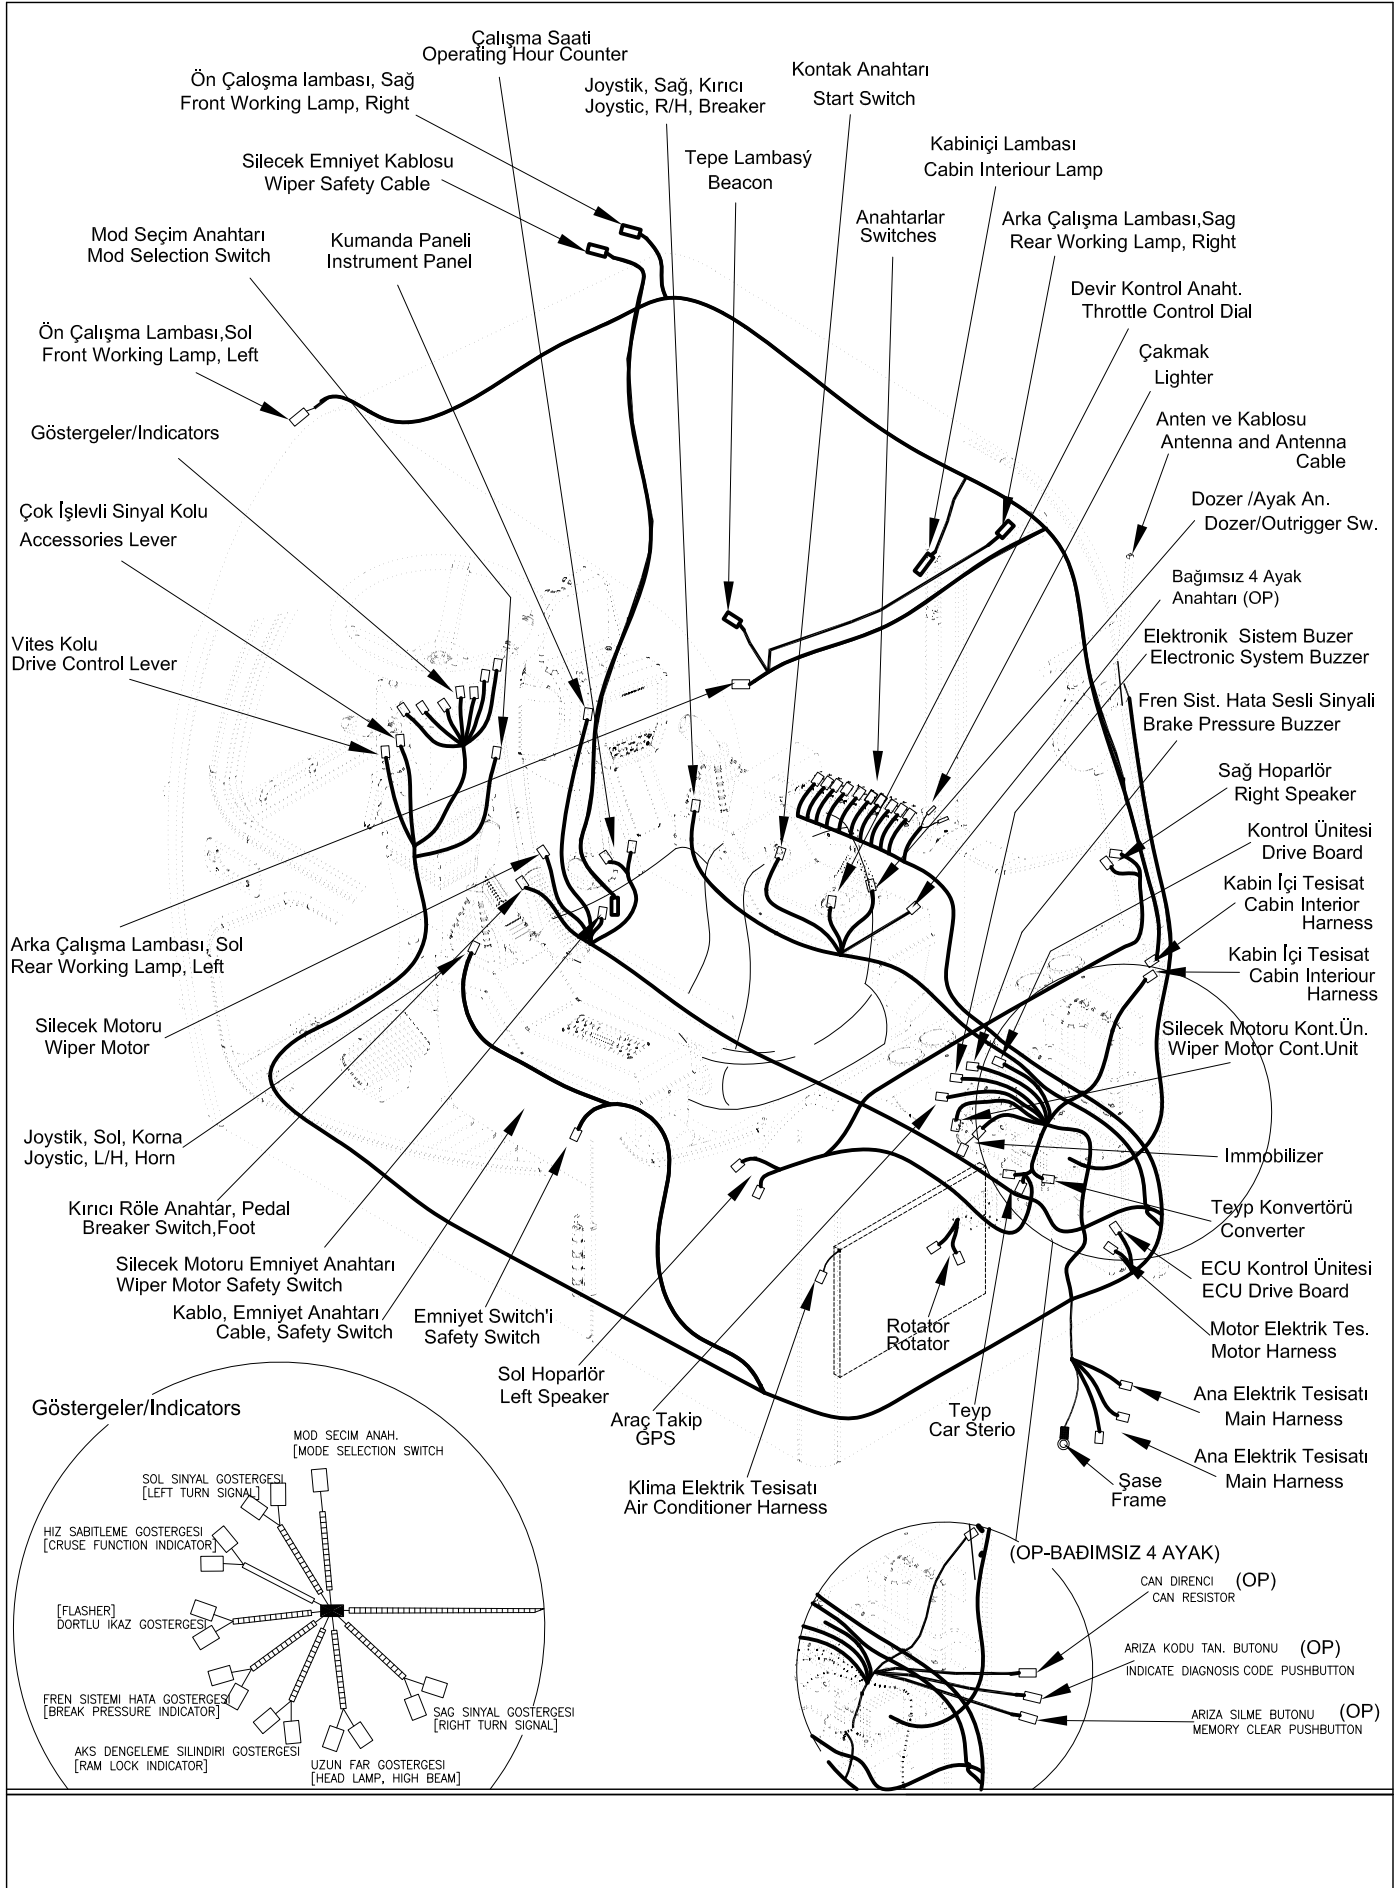 Çalışma Saati
Operating Hour Counter
Ön Çaloşma lambası, Sağ
Front Working Lamp, Right
Joystik, Sağ, Kırıcı
Joystic, R/H, Breaker
Kontak Anahtarı
Start Switch
Silecek Emniyet Kablosu
Wiper Safety Cable
Tepe Lambasý
Beacon
Kabiniçi Lambası
Cabin Interiour Lamp
Mod Seçim Anahtarı
Mod Selection Switch
Kumanda Paneli
Instrument Panel
Anahtarlar
Switches
Arka Çalışma Lambası,Sag
Rear Working Lamp, Right
Devir Kontrol Anaht.
Throttle Control Dial
Ön Çalışma Lambası,Sol
Front Working Lamp, Left
Çakmak
Lighter
Göstergeler/Indicators
Anten ve Kablosu
Antenna and Antenna
Cable
Çok İşlevli Sinyal Kolu
Accessories Lever
Dozer /Ayak An.
Dozer/Outrigger Sw.
Bağımsız 4 Ayak
Anahtarı (OP)
Vites Kolu
Drive Control Lever
Elektronik Sistem Buzer
Electronic System Buzzer
Fren Sist. Hata Sesli Sinyali
Brake Pressure Buzzer
Sağ Hoparlör
Right Speaker
Kontrol Ünitesi
Drive Board
Kabin İçi Tesisat
Cabin Interior
Harness
Arka Çalışma Lambası, Sol
Rear Working Lamp, Left
Kabin İçi Tesisat
Cabin Interiour
Harness
Silecek Motoru
Wiper Motor
Silecek Motoru Kont.Ün.
Wiper Motor Cont.Unit
Joystik, Sol, Korna
Joystic, L/H, Horn
Immobilizer
Kırıcı Röle Anahtar, Pedal
Breaker Switch,Foot
Teyp Konvertörü
Converter
Silecek Motoru Emniyet Anahtarı
Wiper Motor Safety Switch
ECU Kontrol Ünitesi
ECU Drive Board
Kablo, Emniyet Anahtarı
Cable, Safety Switch
Emniyet Switch'i
Safety Switch
Rotatör
Rotator
Motor Elektrik Tes.
Motor Harness
Sol Hoparlör
Left Speaker
Araç Takip
GPS
Teyp
Car Sterio
Ana Elektrik Tesisatı
Main Harness
Klima Elektrik Tesisatı
Air Conditioner Harness
Ana Elektrik Tesisatı
Main Harness
Şase
Frame
Göstergeler/Indicators
MOD SECIM ANAH.
[MODE SELECTION SWITCH
SOL SINYAL GOSTERGESI
[LEFT TURN SIGNAL]
HIZ SABITLEME GOSTERGESI
[CRUSE FUNCTION INDICATOR]
[FLASHER]
DORTLU IKAZ GOSTERGESI
FREN SISTEMI HATA GOSTERGESI
[BREAK PRESSURE INDICATOR]
AKS DENGELEME SILINDIRI GOSTERGESI
[RAM LOCK INDICATOR]
UZUN FAR GOSTERGESI
[HEAD LAMP, HIGH BEAM]
SAG SINYAL GOSTERGESI
[RIGHT TURN SIGNAL]
(OP-BAÐIMSIZ 4 AYAK)
CAN DIRENCI (OP)
CAN RESISTOR
ARIZA KODU TAN. BUTONU (OP)
INDICATE DIAGNOSIS CODE PUSHBUTTON
ARIZA SILME BUTONU (OP)
MEMORY CLEAR PUSHBUTTON